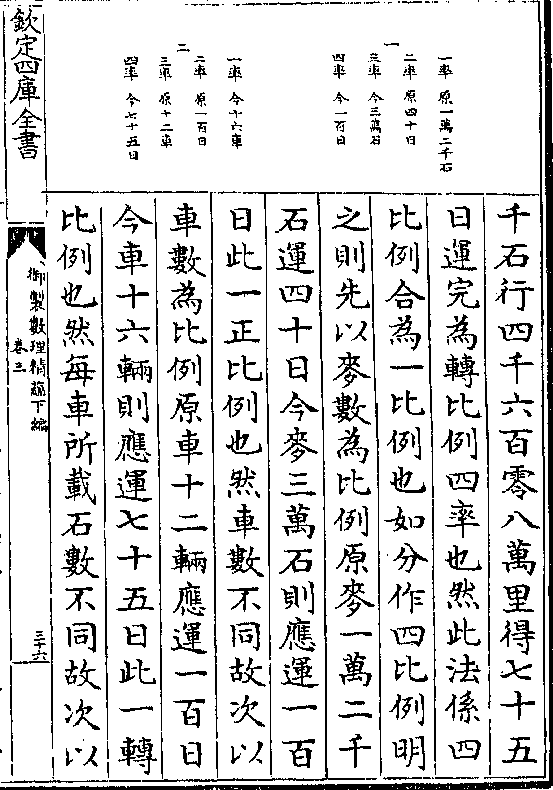 一
一率　原一萬二千石
二率　原四十日
三率　今三萬石
四率　今一百日
二
一率　今十六車
二率　原一百日
三率　原十二車
四率　今七十五日
千石行四千六百零八萬里得七十五
日運完為轉比例四率也然此法係四
比例合為一比例也如分作四比例明
之則先以麥數為比例原麥一萬二千
石運四十日今麥三萬石則應運一百
日此一正比例也然車數不同故次以
車數為比例原車十二輛應運一百日
今車十六輛則應運七十五日此一轉
比例也然每車所載石數不同故次以
欽定四庫全書
御製數理精蘊下編
卷三
三十六